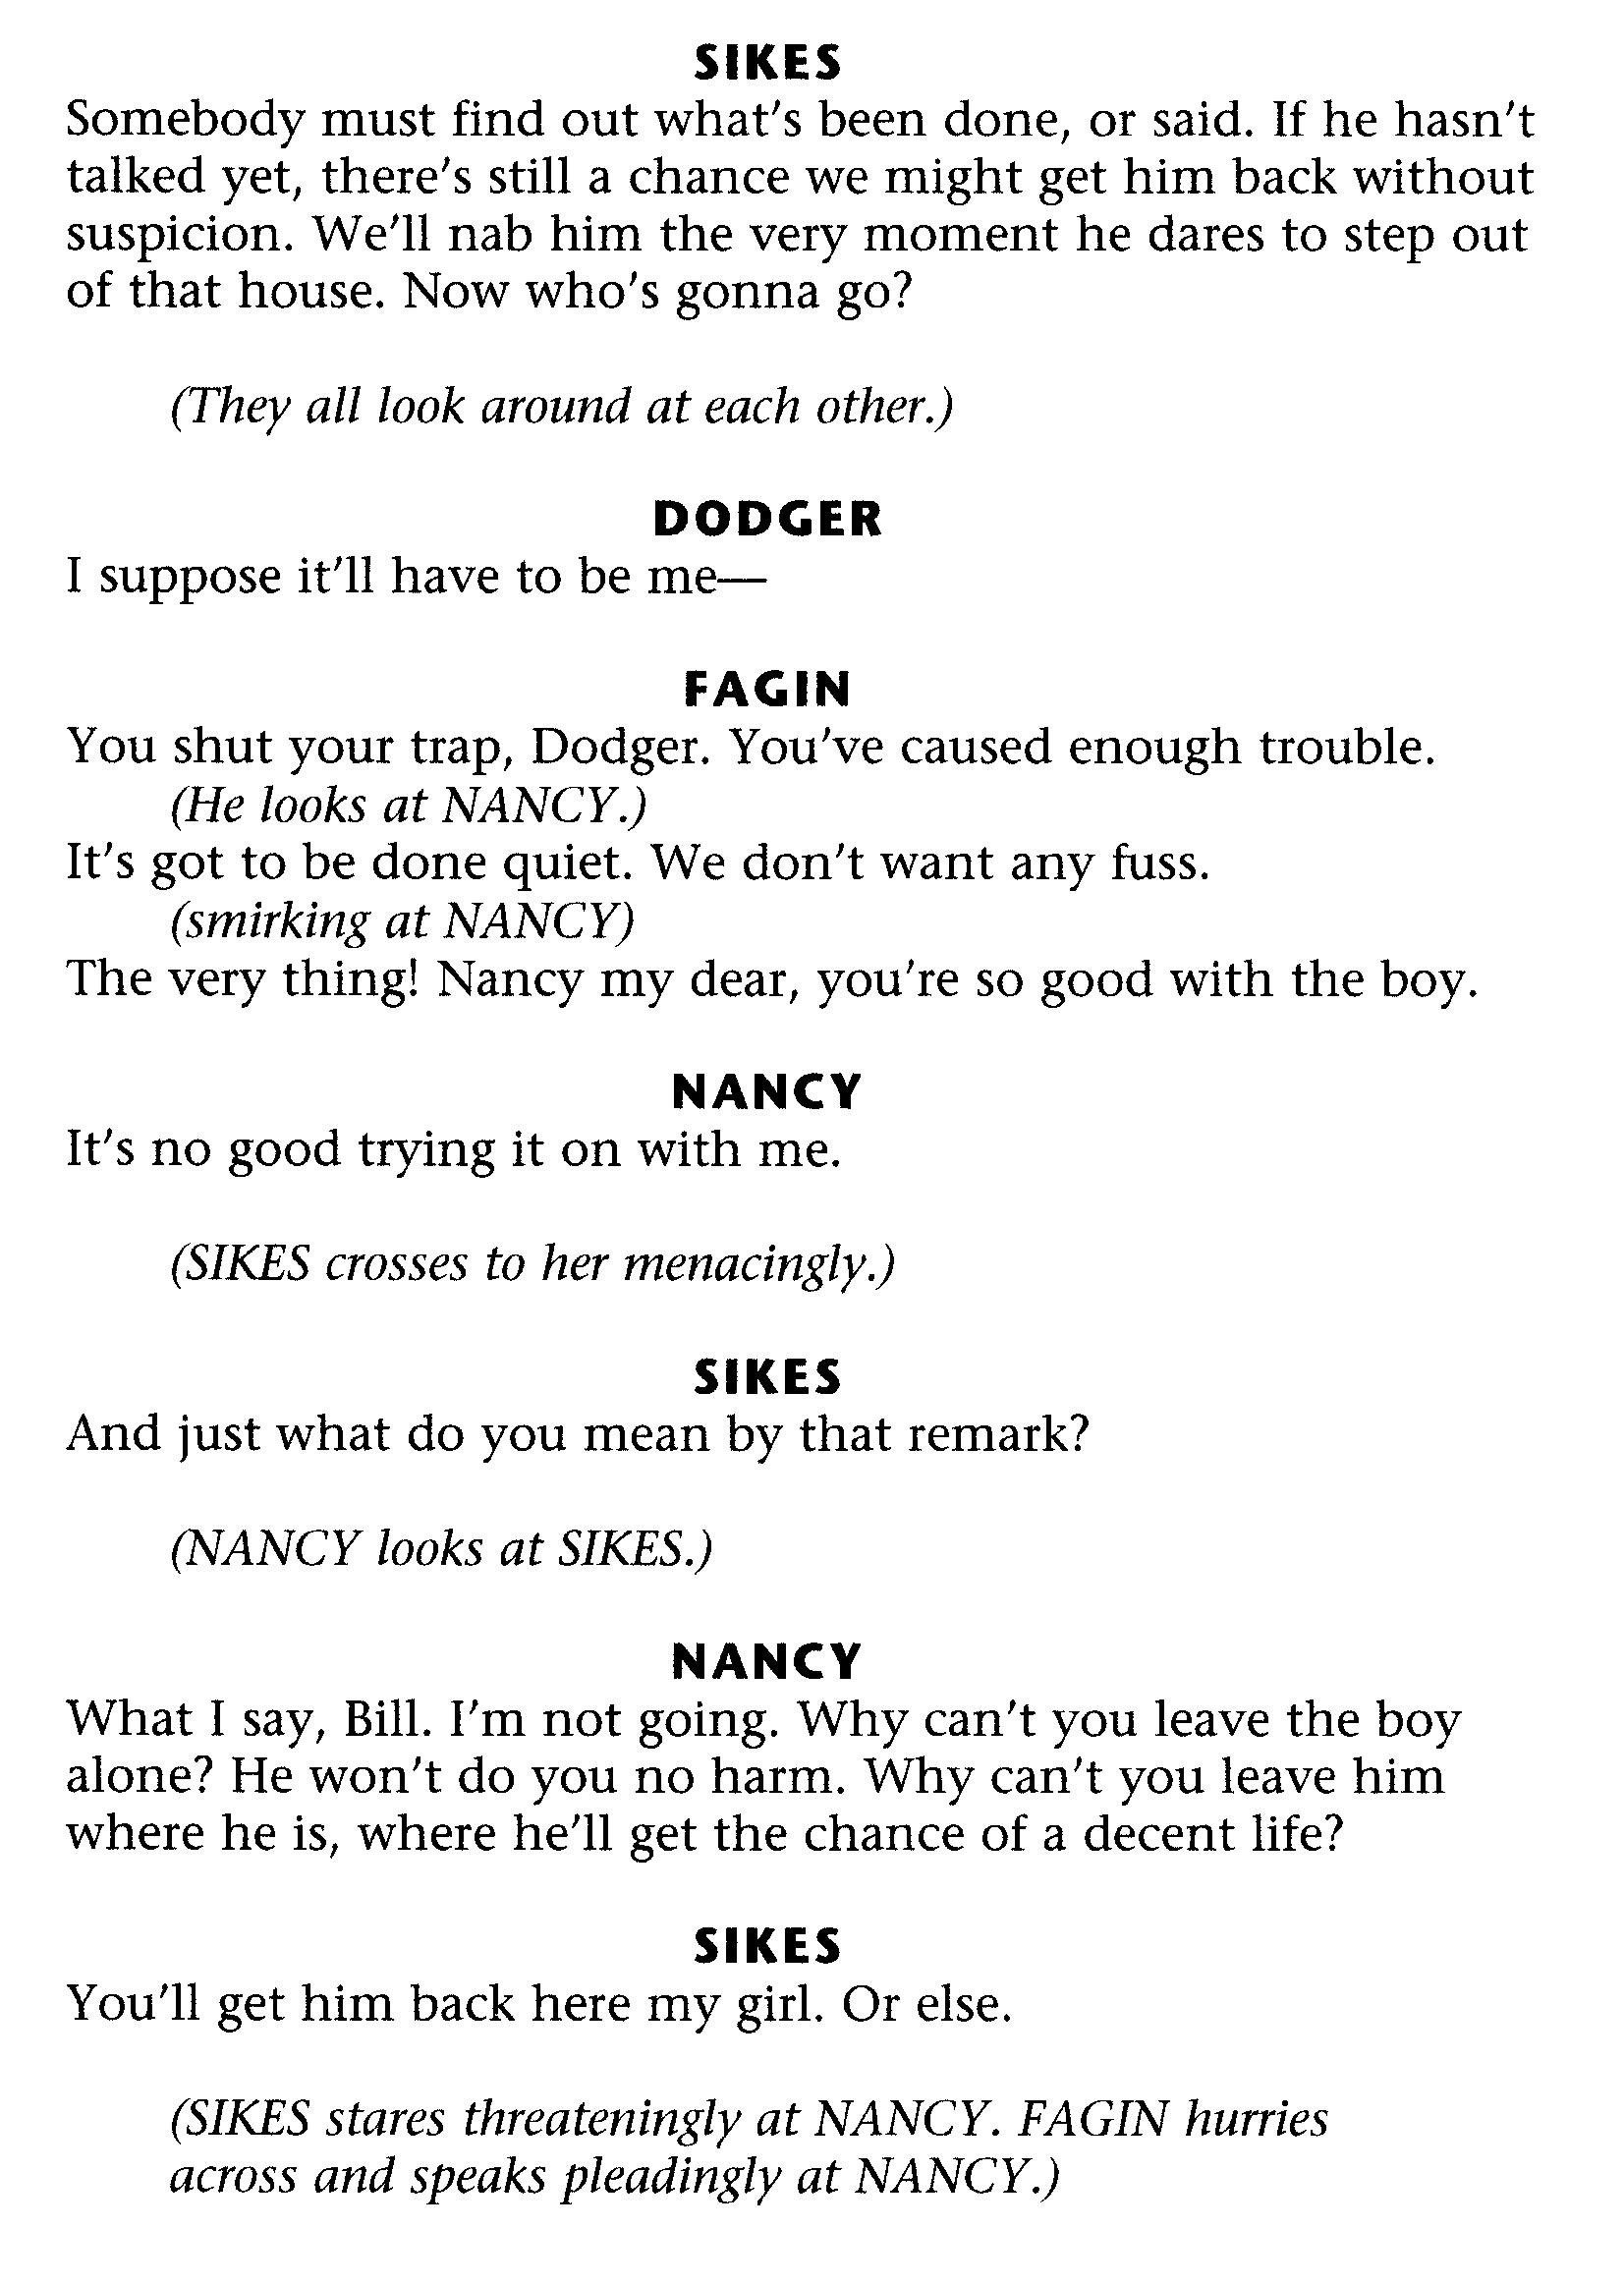 SIKES
Somebody must find out what's been done, or said. If he hasn't
talked yet, there's still a chance we might get him back without
suspicion. We'll nab him the very moment he dares to step out
of that house. Now who's gonna go?
(They all look around at each other.)
DODGER
I suppose it'll have to be me—
FAGIN
You shut your trap, Dodger. You've caused enough trouble.
(He looks at NANCY.)
It's got to be done quiet. We don't want any fuss.
(smirking at NANCY)
The very thing! Nancy my dear, you're so good with the boy.
NANCY
It's no good trying it on with me.
(SIKES crosses to her menacingly.)
SIKES
And just what do you mean by that remark?
(NANCY looks at SIKES.)
NANCY
What I say, Bill. I'm not going. Why can't you leave the boy
alone? He won't do you no harm. Why can't you leave him
where he is, where he'll get the chance of a decent life?
SIKES
You'll get him back here my girl. Or else.
(SIKES stares threateningly at NANCY. FAGIN hurries
across and speaks pleadingly at NANCY.)